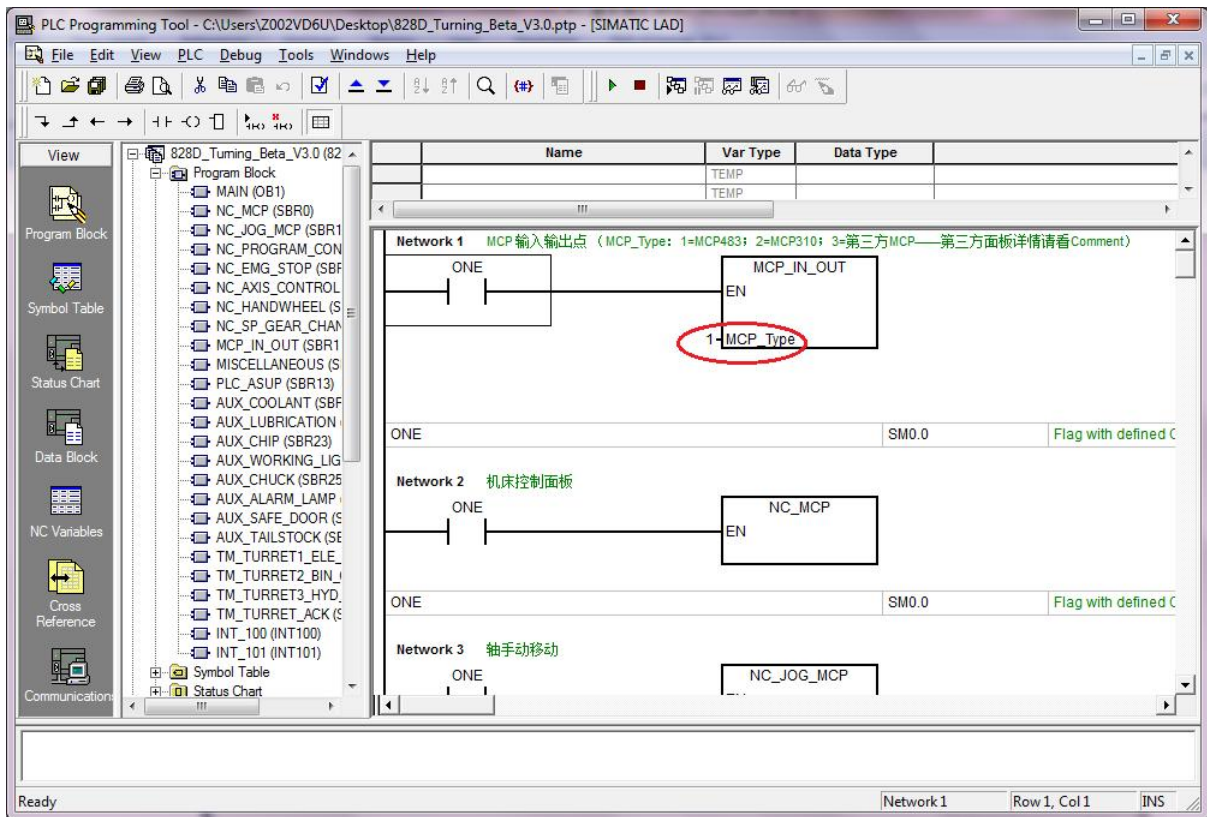 PLC Programming Tool - C:\Users\Z002VD6U\Desktop\828D_Turning_Beta_V3.0.ptp - [SIMATIC LAD]
File Edit View PLC Debug Tools Windows Help
View
Program Block
Symbol Table
Status Chart
Data Block
NC Variables
Cross
Reference
Communication
828D_Turning_Beta_V3.0 (82
Program Block
MAIN (OB1)
NC_MCP (SBR0)
NC_JOG_MCP (SBR1
NC_PROGRAM_CON
NC_EMG_STOP (SBF
NC_AXIS_CONTROL
NC_HANDWHEEL (S
NC_SP_GEAR_CHAN
MCP_IN_OUT (SBR1
MISCELLANEOUS (S
PLC_ASUP (SBR13)
AUX_COOLANT (SBF
AUX_LUBRICATION
AUX_CHIP (SBR23)
AUX_WORKING_LIG
AUX_CHUCK (SBR25
AUX_ALARM_LAMP
AUX_SAFE_DOOR (S
AUX_TAILSTOCK (SE
TM_TURRET1_ELE_
TM_TURRET2_BIN_
TM_TURRET3_HYD_
TM_TURRET_ACK (S
INT_100 (INT100)
INT_101 (INT101)
Symbol Table
Status Chart
Name Var Type Data Type
TEMP
TEMP
Network 1 MCP输入输出点（MCP_Type：1=MCP483；2=MCP310；3=第三方MCP——第三方面板详情请看Comment）
ONE MCP_IN_OUT
EN
1 MCP_Type
ONE SM0.0 Flag with defined
Network 2 机床控制面板
ONE NC_MCP
EN
ONE SM0.0 Flag with defined
Network 3 轴手动移动
ONE NC_JOG_MCP
Ready Network 1 Row 1, Col 1 INS